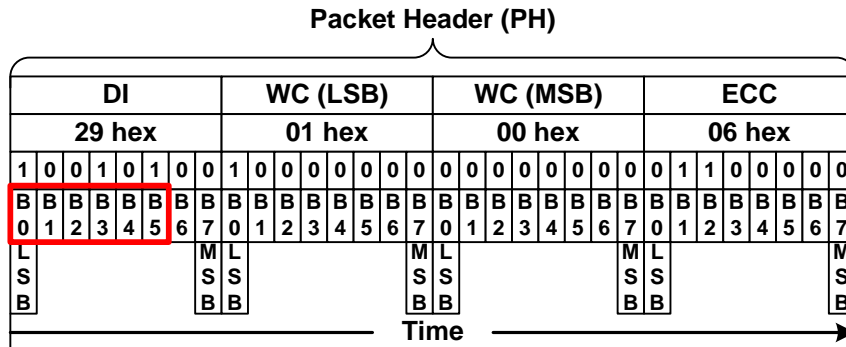 Packet Header (PH)
DI WC (LSB) WC (MSB) ECC
29 hex 01 hex 00 hex 06 hex
1 0 0 1 0 1 0 0 1 0 0 0 0 0 0 0 0 0 0 0 0 0 0 0 0 1 1 0 0 0 0 0
B B B B B B B B B B B B B B B B B B B B B B B B B B B B B B B B
0 1 2 3 4 5 6 7 0 1 2 3 4 5 6 7 0 1 2 3 4 5 6 7 0 1 2 3 4 5 6 7
L M L M L M L M
S S S S S S S S
B B B B B B B B
Time